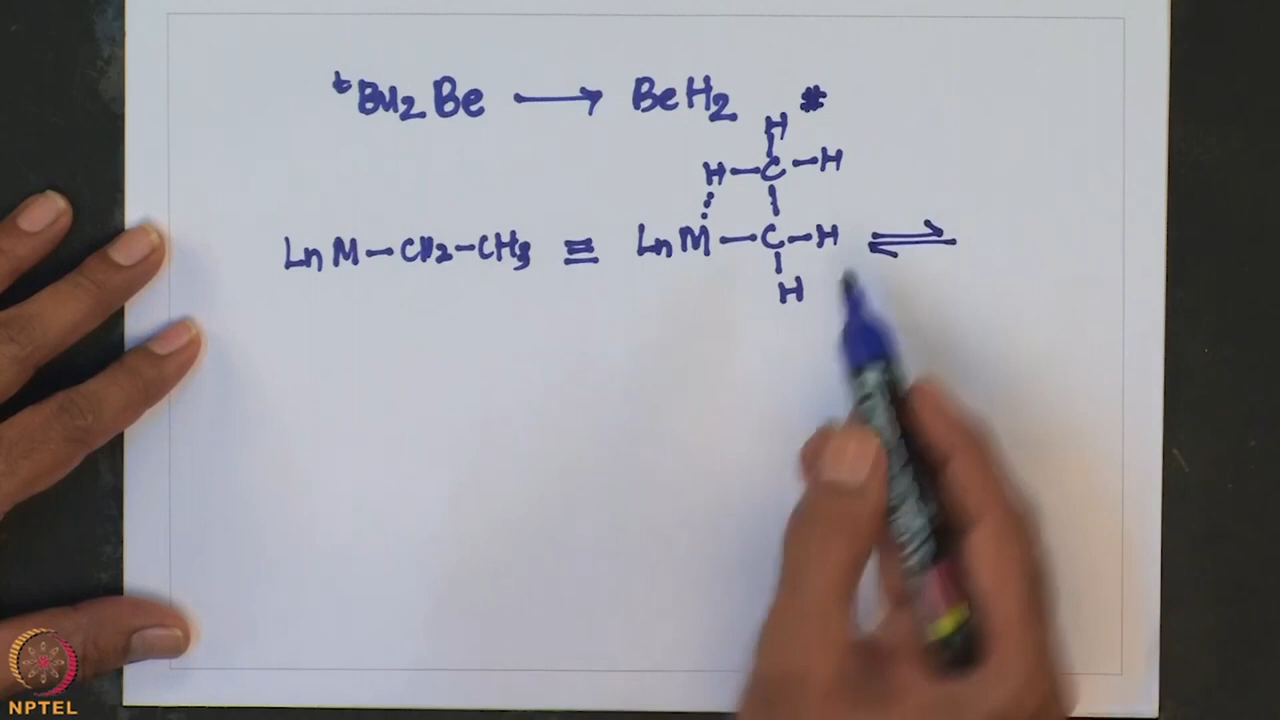 ᵗBu₂Be ⟶ BeH₂ *
H
H–C–H
LnM–CH₂–CH₃ ≡ LnM–C–H ⇌
H
NPTEL